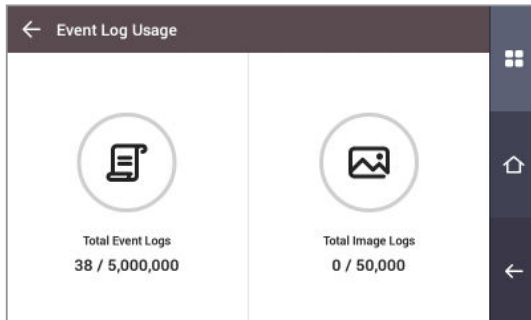 Event Log Usage
Total Event Logs
38 / 5,000,000
Total Image Logs
0 / 50,000